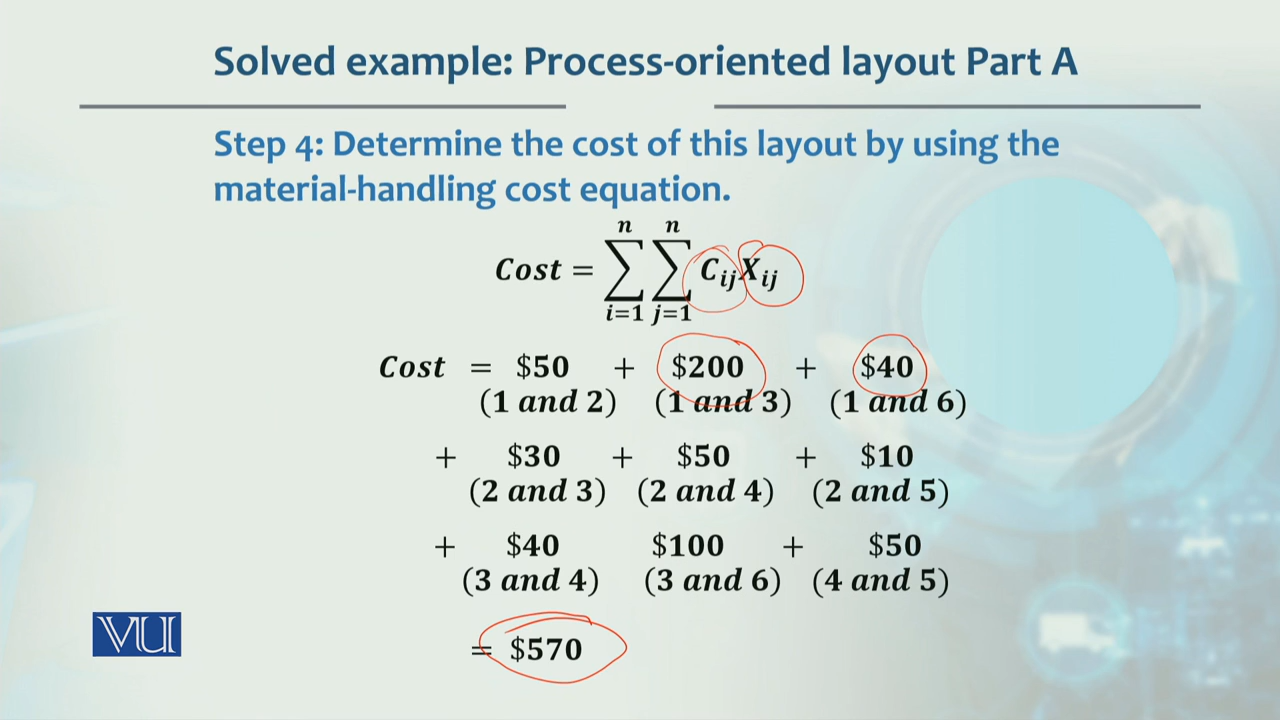 Solved example: Process-oriented layout Part A
Step 4: Determine the cost of this layout by using the
material-handling cost equation.
n n
Cost = ∑ ∑ CijXij
i=1 j=1
Cost = $50 + $200 + $40
(1 and 2) (1 and 3) (1 and 6)
+ $30 + $50 + $10
(2 and 3) (2 and 4) (2 and 5)
+ $40 $100 + $50
(3 and 4) (3 and 6) (4 and 5)
= $570
VU